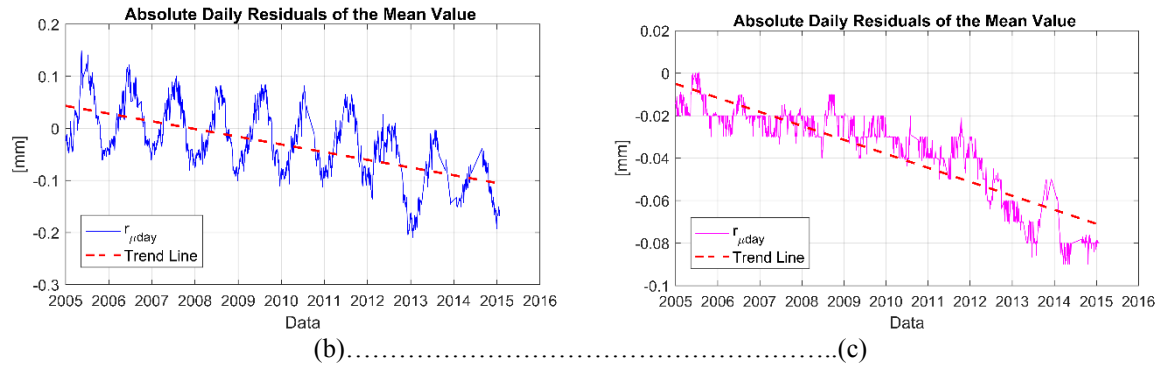 Absolute Daily Residuals of the Mean Value
0.2
0.1
0
-0.1
-0.2
-0.3
[mm]
r μday
Trend Line
2005 2006 2007 2008 2009 2010 2011 2012 2013 2014 2015 2016
Data
Absolute Daily Residuals of the Mean Value
0.02
0
-0.02
-0.04
-0.06
-0.08
-0.1
[mm]
r μday
Trend Line
2005 2006 2007 2008 2009 2010 2011 2012 2013 2014 2015 2016
Data
(b)…………………………………………………..(c)